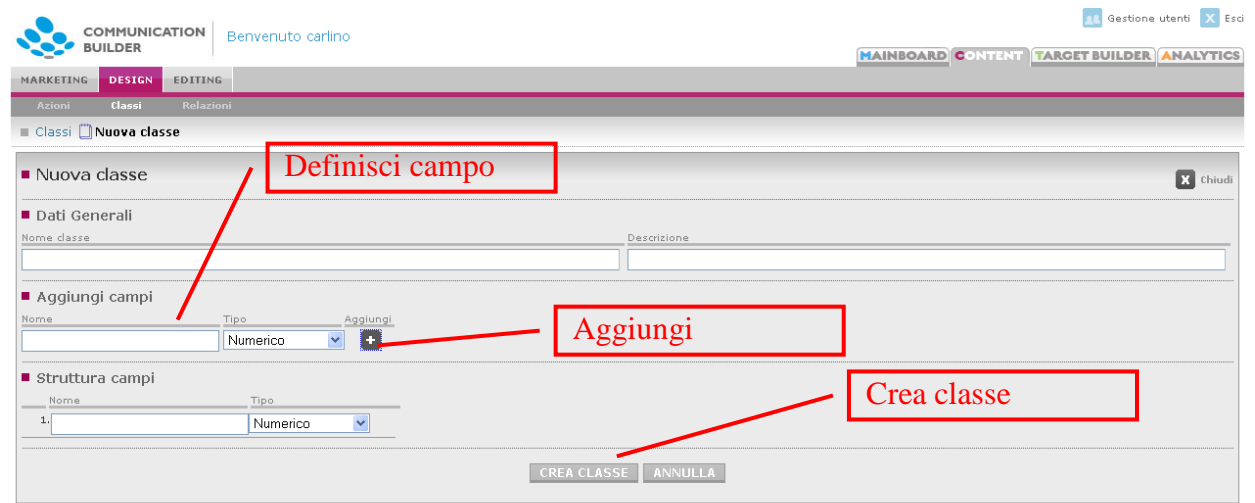 Gestione utenti X Esci
COMMUNICATION
BUILDER
Benvenuto carlino
MAINBOARD CONTENT TARGET BUILDER ANALYTICS
MARKETING DESIGN EDITING
Azioni Classi Relazioni
Classi Nuova classe
Definisci campo
Nuova classe
X Chiudi
Dati Generali
Nome classe Descrizione
Aggiungi campi
Nome Tipo Aggiungi
Numerico +
Aggiungi
Struttura campi
Nome Tipo
1. Numerico
Crea classe
CREA CLASSE ANNULLA